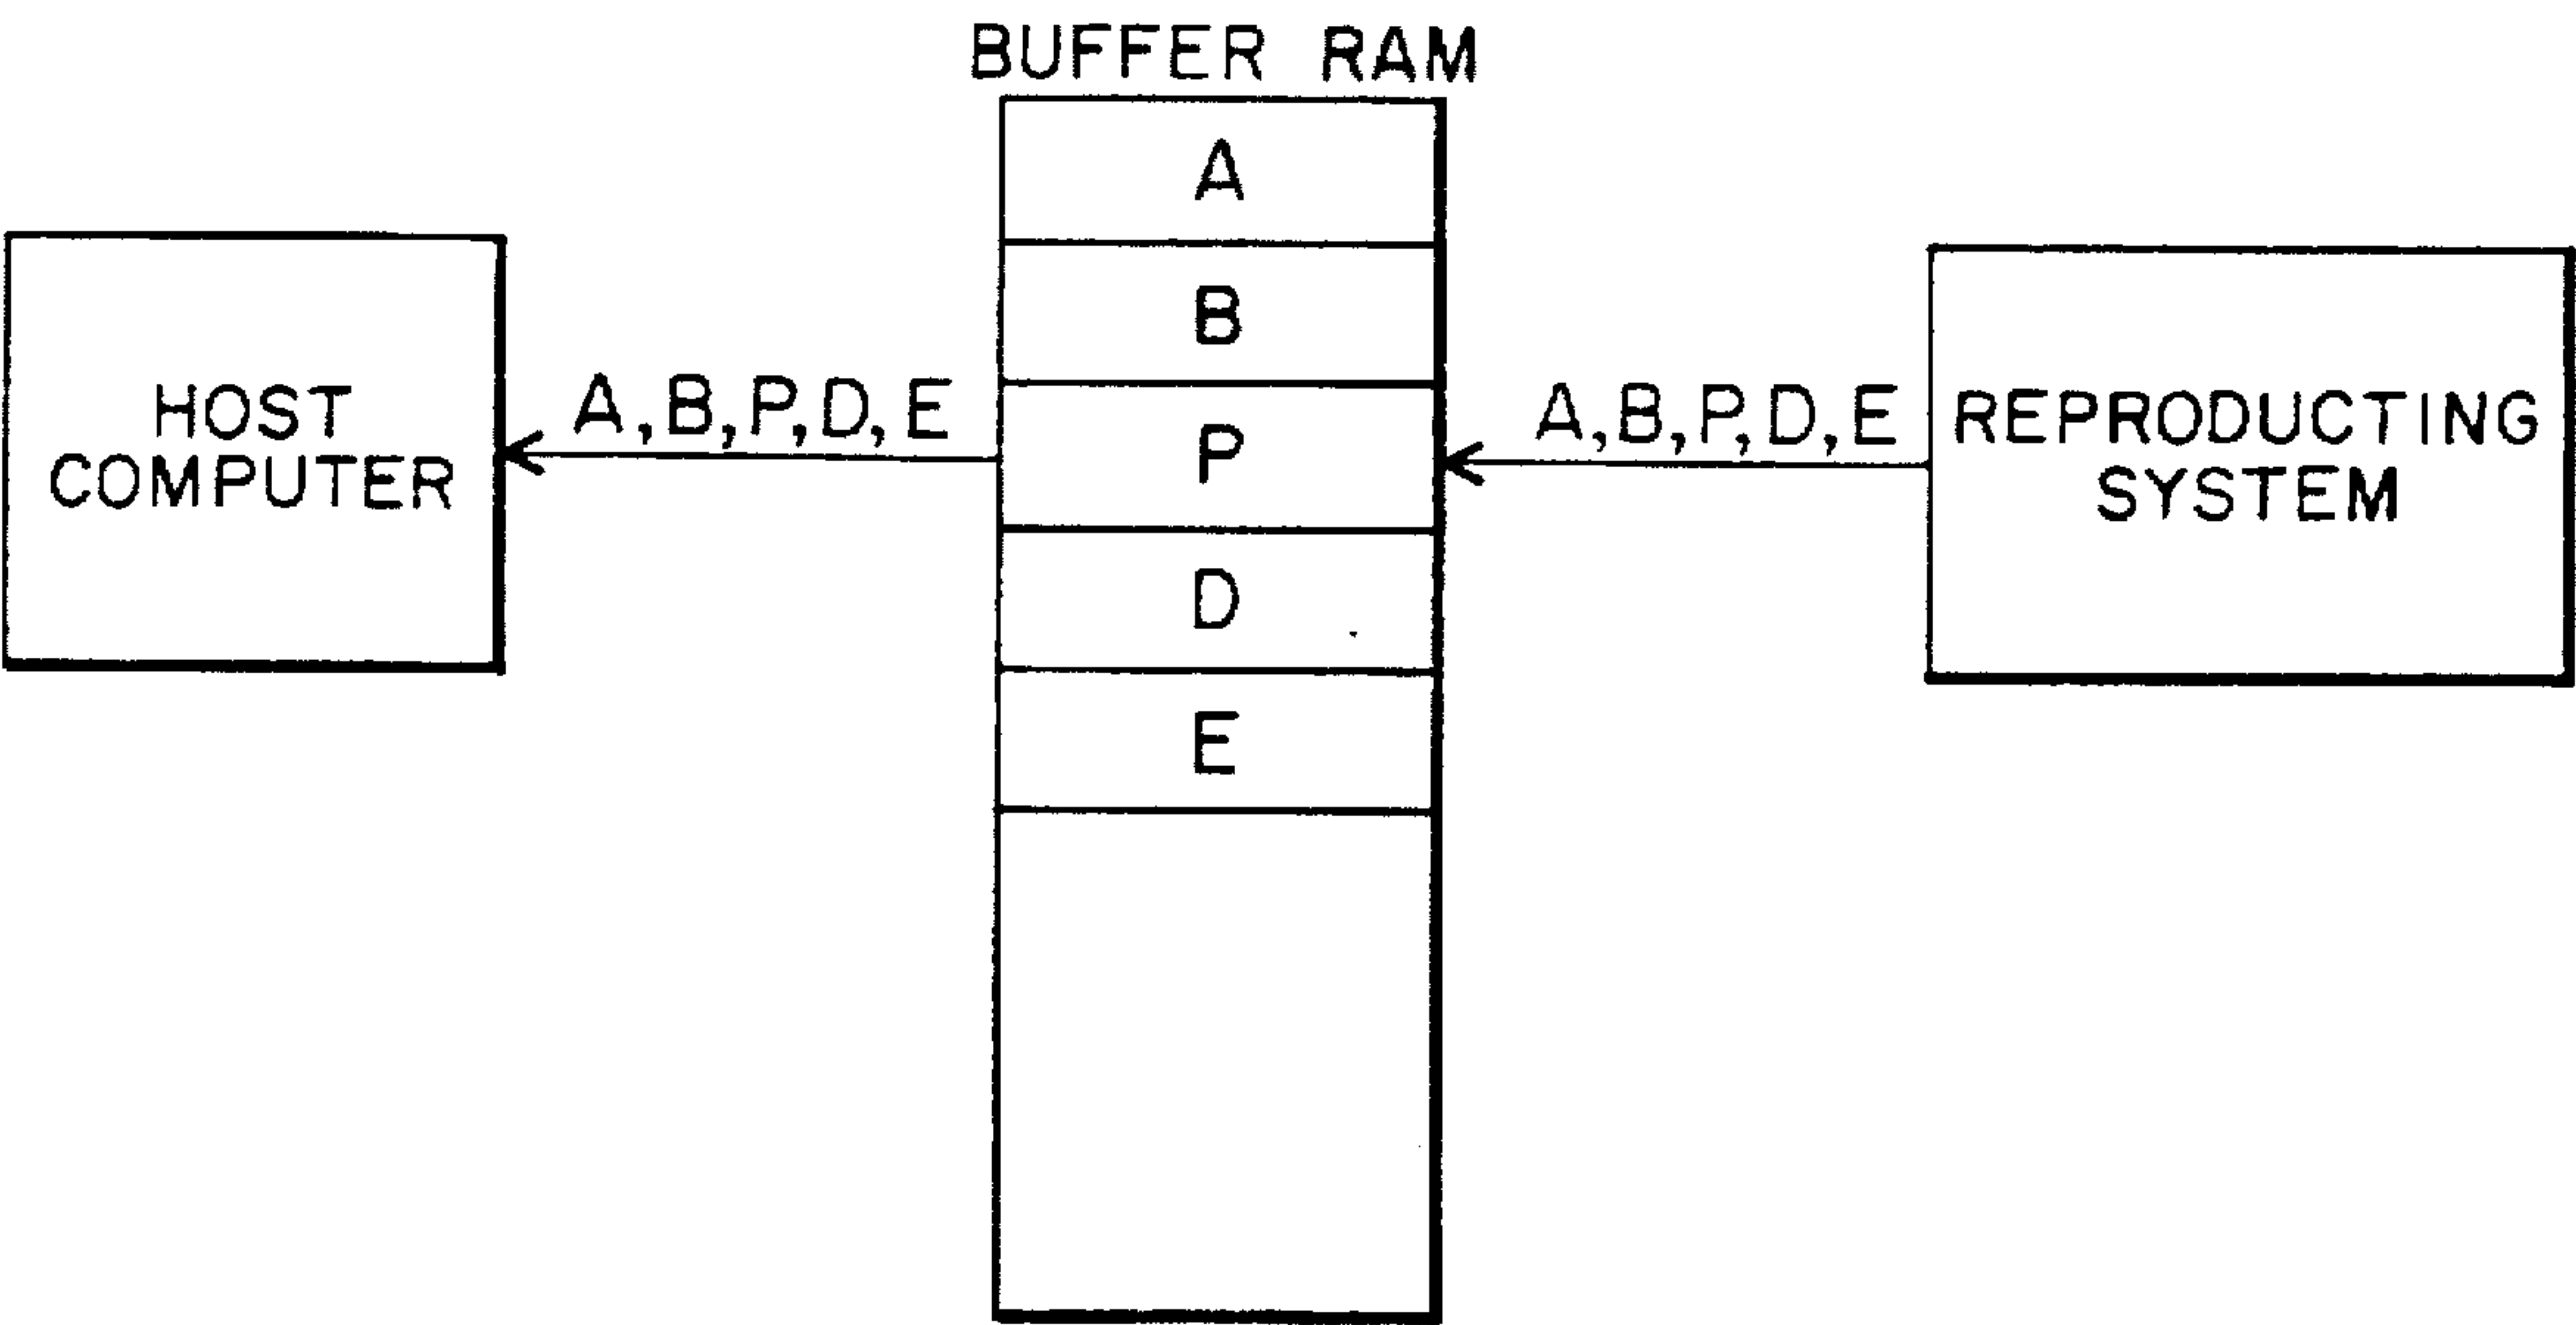 BUFFER RAM
A
B
P
D
E
HOST
COMPUTER
A,B,P,D,E
A,B,P,D,E
REPRODUCTING
SYSTEM